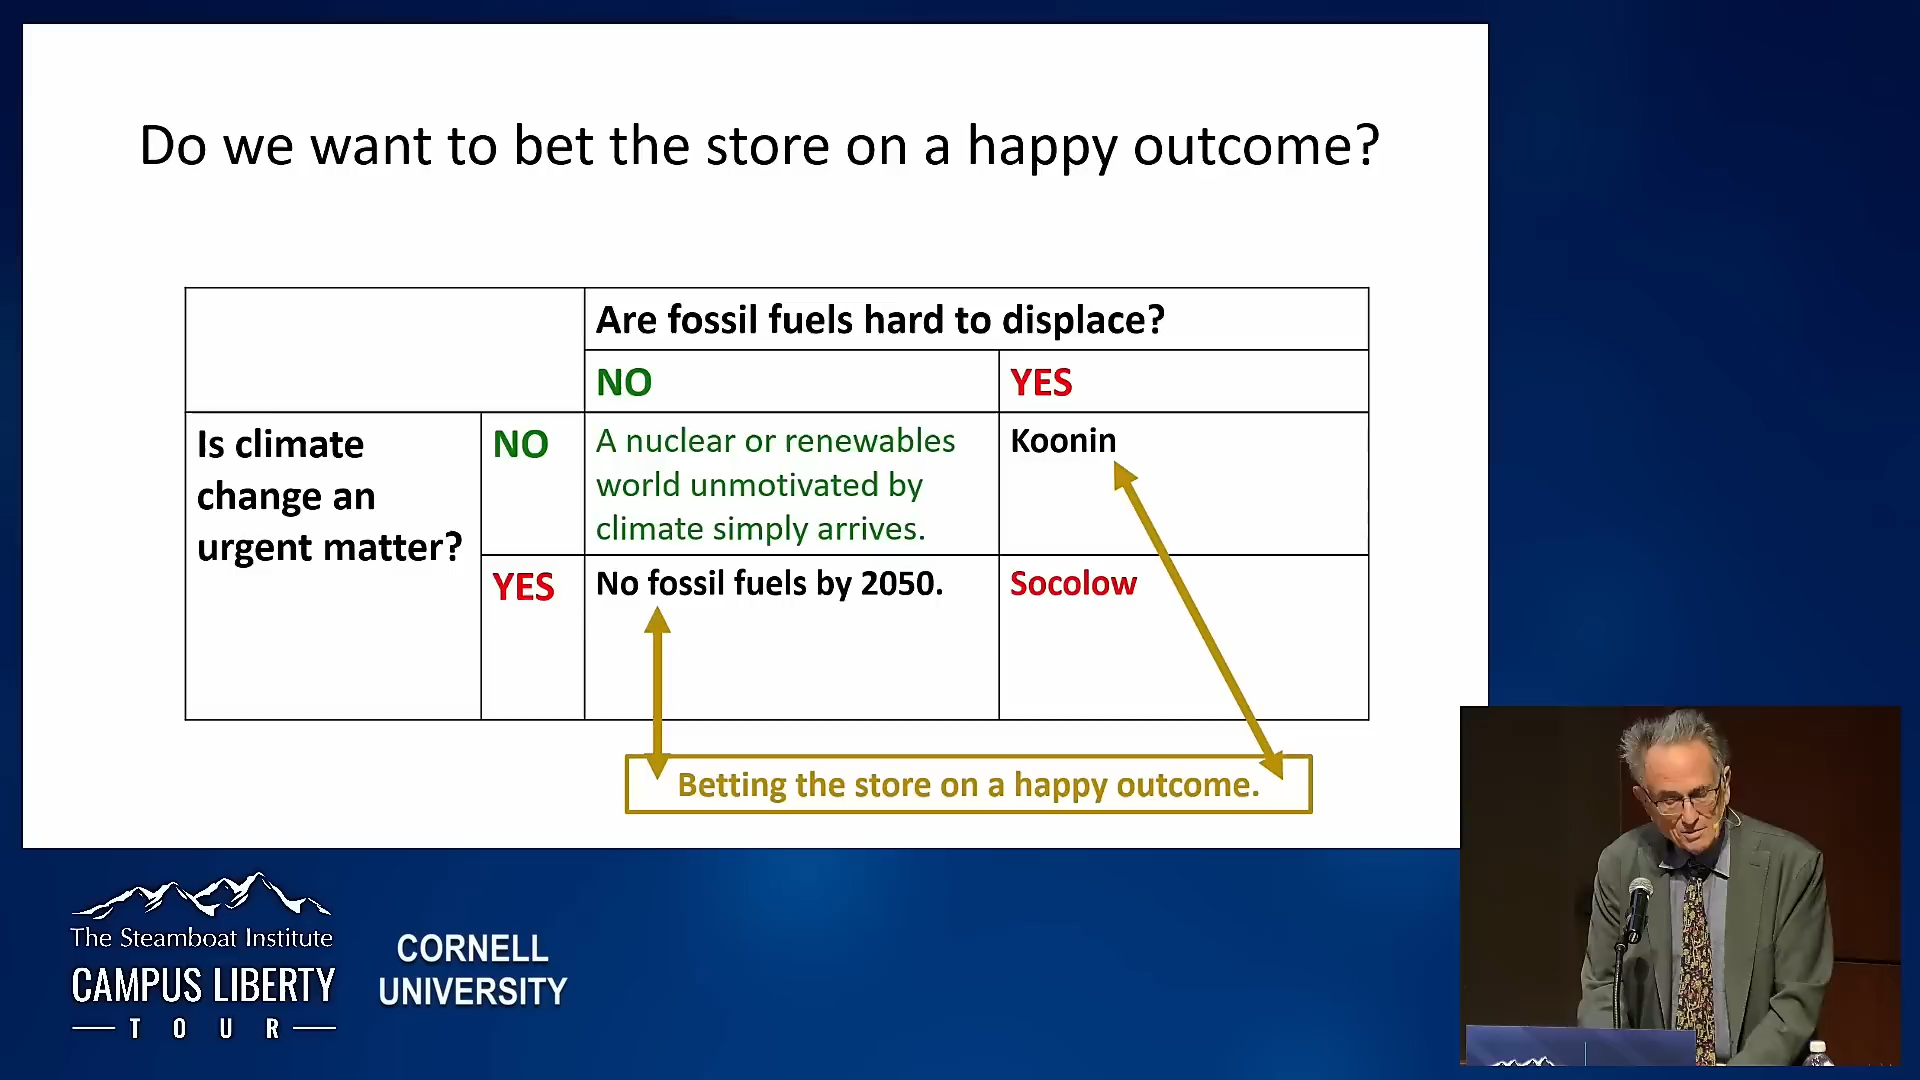 Do we want to bet the store on a happy outcome?
Are fossil fuels hard to displace?
NO
YES
Is climate
change an
urgent matter?
NO
A nuclear or renewables
world unmotivated by
climate simply arrives.
Koonin
YES
No fossil fuels by 2050.
Socolow
Betting the store on a happy outcome.
The Steamboat Institute
CAMPUS LIBERTY
TOUR
CORNELL
UNIVERSITY